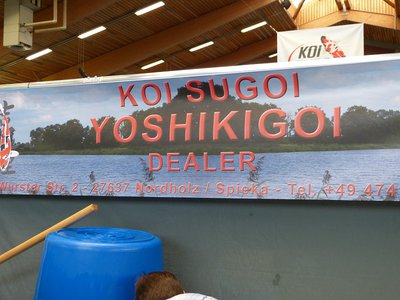 KOI
KOI SUGOI
YOSHIKIGOI
DEALER
Wurster Str. 2 - 27637 Nordholz / Spieka - Tel. +49 474